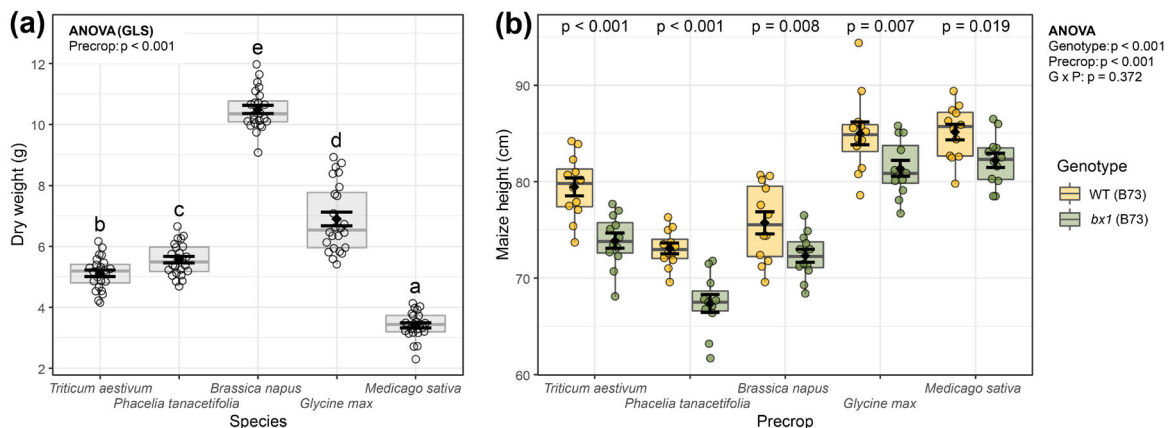 (a)
ANOVA (GLS)
Precrop: p < 0.001
b
c
e
d
a
12
10
8
6
4
2
Dry weight (g)
Triticum aestivum
Brassica napus
Medicago sativa
Phacelia tanacetifolia
Glycine max
Species
(b)
p < 0.001
p < 0.001
p = 0.008
p = 0.007
p = 0.019
90
80
70
60
Maize height (cm)
Triticum aestivum
Brassica napus
Medicago sativa
Phacelia tanacetifolia
Glycine max
Precrop
ANOVA
Genotype: p < 0.001
Precrop: p < 0.001
G x P: p = 0.372
Genotype
WT (B73)
bx1 (B73)